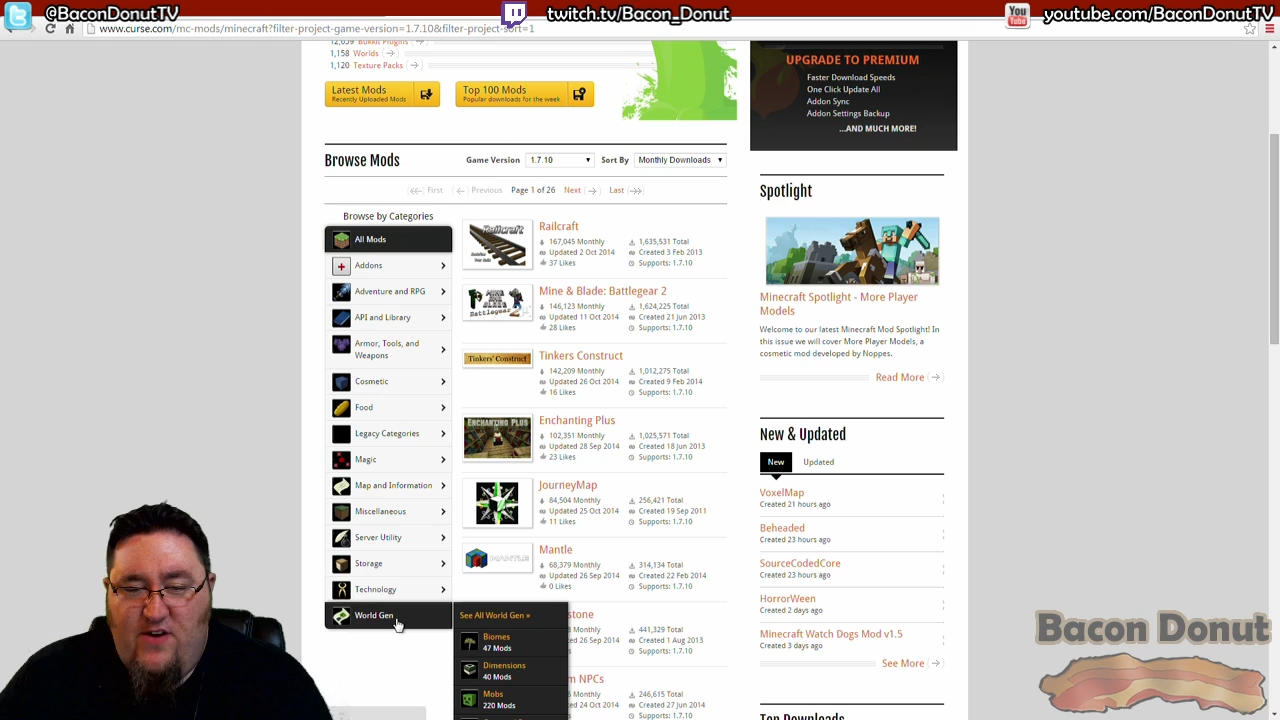 @BaconDonutTV
twitch.tv/Bacon_Donut
You Tube
youtube.com/BaconDonutTV
www.curse.com/mc-mods/minecraft?filter-project-game-version=1.7.10&filter-project-sort=1
Bukkit Plugins
1,158 Worlds
1,120 Texture Packs
Latest Mods
Recently Uploaded Mods
Top 100 Mods
Popular downloads for the week
UPGRADE TO PREMIUM
Faster Download Speeds
One Click Update All
Addon Sync
Addon Settings Backup
...AND MUCH MORE!
Browse Mods
Game Version 1.7.10
Sort By Monthly Downloads
First Previous Page 1 of 26 Next Last
Browse by Categories
All Mods
Addons
Adventure and RPG
API and Library
Armor, Tools, and
Weapons
Cosmetic
Food
Legacy Categories
Magic
Map and Information
Miscellaneous
Server Utility
Storage
Technology
World Gen
See All World Gen »
Biomes
47 Mods
Dimensions
40 Mods
Mobs
220 Mods
Railcraft
Railcraft
167,045 Monthly 1,635,531 Total
Updated 2 Oct 2014 Created 3 Feb 2013
37 Likes Supports: 1.7.10
Mine & Blade: Battlegear 2
146,123 Monthly 1,624,225 Total
Updated 11 Oct 2014 Created 21 Jun 2013
28 Likes Supports: 1.7.10
Tinkers' Construct
Tinkers Construct
142,209 Monthly 1,012,275 Total
Updated 26 Oct 2014 Created 9 Feb 2014
16 Likes Supports: 1.7.10
ENCHANTING PLUS
Enchanting Plus
102,351 Monthly 1,025,571 Total
Updated 28 Sep 2014 Created 18 Jun 2013
23 Likes Supports: 1.7.10
JourneyMap
84,504 Monthly 256,421 Total
Updated 25 Oct 2014 Created 19 Sep 2011
11 Likes Supports: 1.7.10
MANTLE
Mantle
68,379 Monthly 314,134 Total
Updated 26 Sep 2014 Created 22 Feb 2014
0 Likes Supports: 1.7.10
441,329 Total
Sep 2014 Created 1 Aug 2013
Supports: 1.7.10
NPCs
246,615 Total
Oct 2014 Created 27 Jun 2014
Supports: 1.7.10
Spotlight
Minecraft Spotlight - More Player
Models
Welcome to our latest Minecraft Mod Spotlight! In
this issue we will cover More Player Models, a
cosmetic mod developed by Noppes.
Read More
New & Updated
New Updated
VoxelMap
Created 21 hours ago
Beheaded
Created 23 hours ago
SourceCodedCore
Created 23 hours ago
HorrorWeen
Created 2 days ago
Minecraft Watch Dogs Mod v1.5
Created 3 days ago
See More
Top Downloads
Bacon Donut